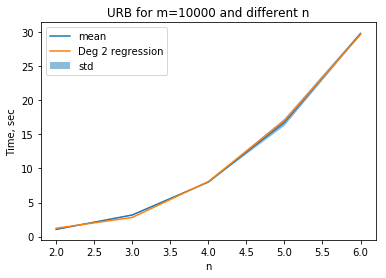 URB for m=10000 and different n
mean
Deg 2 regression
std
30
25
20
15
10
5
0
Time, sec
2.0 2.5 3.0 3.5 4.0 4.5 5.0 5.5 6.0
n